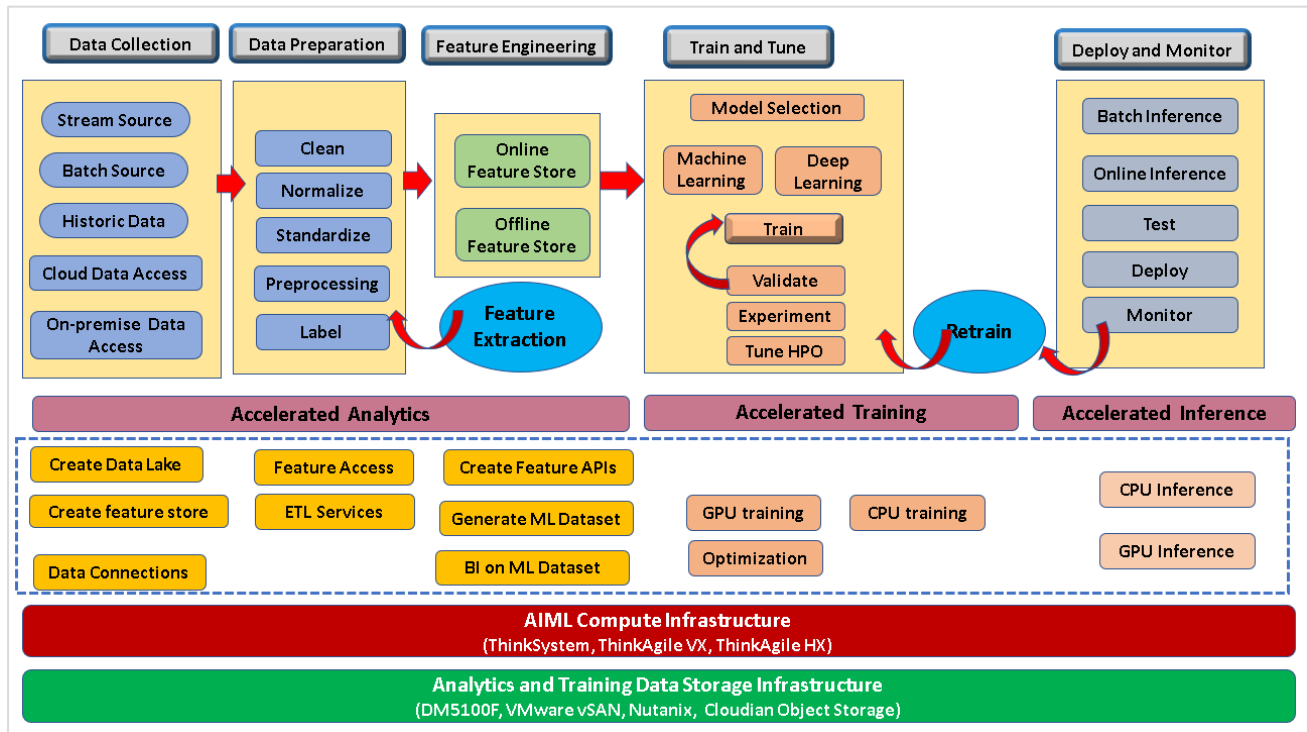 Data Collection
Data Preparation
Feature Engineering
Train and Tune
Deploy and Monitor
Stream Source
Batch Source
Historic Data
Cloud Data Access
On-premise Data
Access
Clean
Normalize
Standardize
Preprocessing
Label
Online
Feature Store
Offline
Feature Store
Feature
Extraction
Model Selection
Machine
Learning
Deep
Learning
Train
Validate
Experiment
Tune HPO
Retrain
Batch Inference
Online Inference
Test
Deploy
Monitor
Accelerated Analytics
Accelerated Training
Accelerated Inference
Create Data Lake
Create feature store
Data Connections
Feature Access
ETL Services
Create Feature APIs
Generate ML Dataset
BI on ML Dataset
GPU training
CPU training
Optimization
CPU Inference
GPU Inference
AIML Compute Infrastructure
(ThinkSystem, ThinkAgile VX, ThinkAgile HX)
Analytics and Training Data Storage Infrastructure
(DM5100F, VMware vSAN, Nutanix, Cloudian Object Storage)